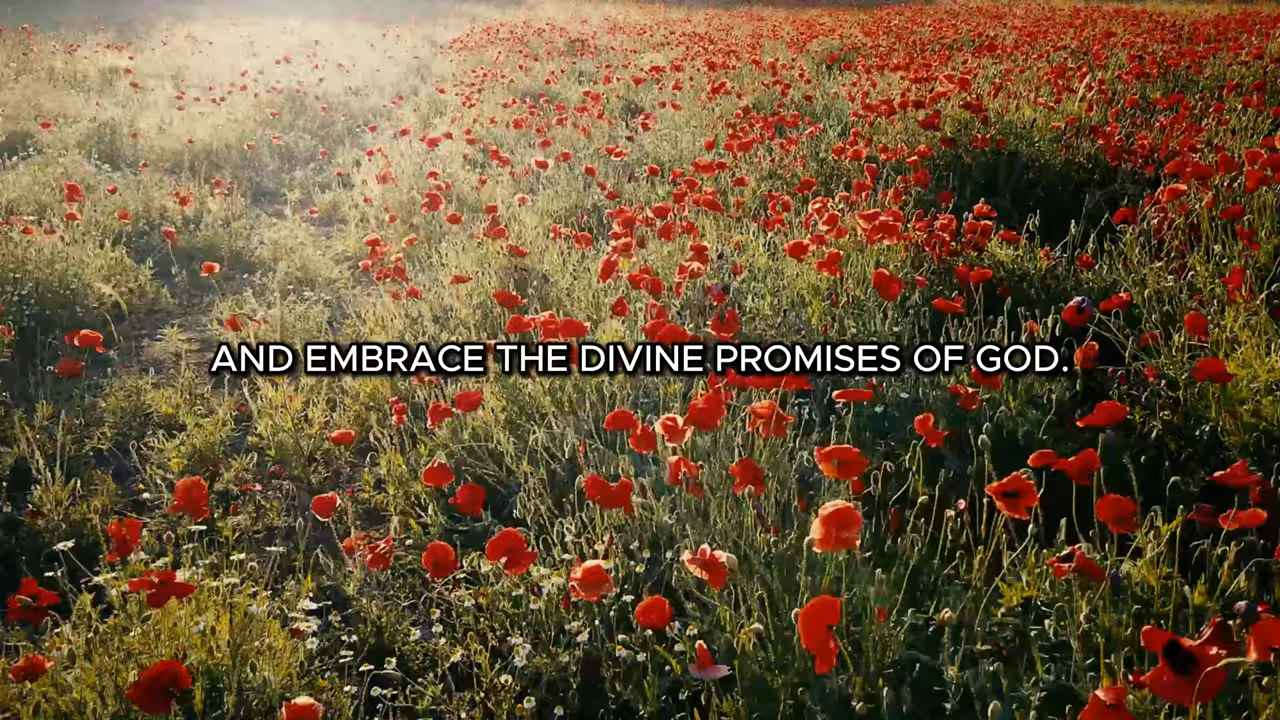 AND EMBRACE THE DIVINE PROMISES OF GOD.